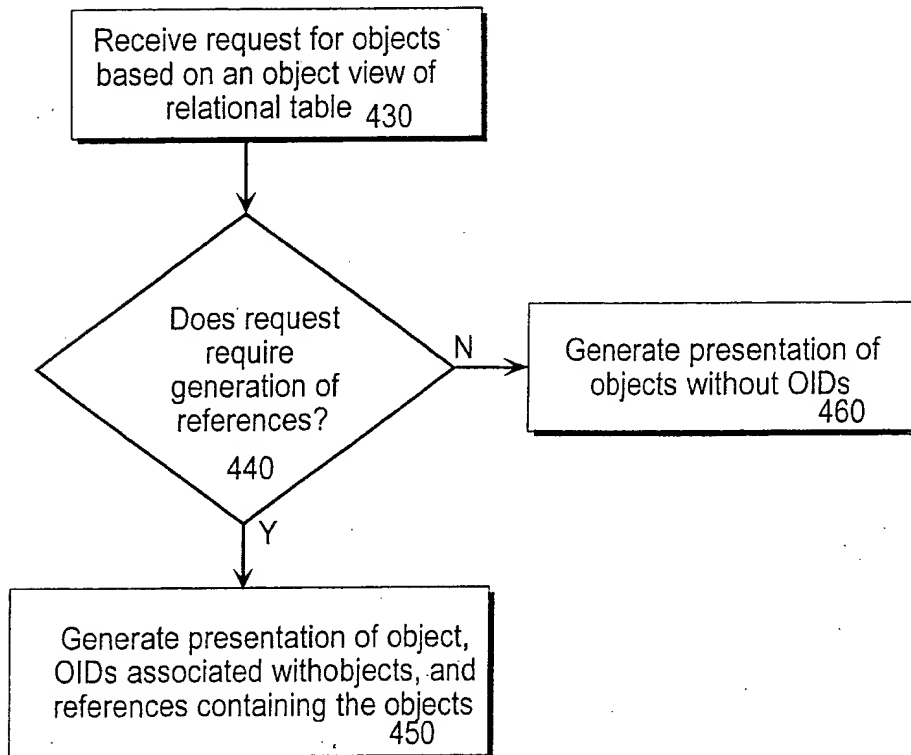 Receive request for objects
based on an object view of
relational table 430
Does request
require
generation of
references?
440
N
Generate presentation of
objects without OIDs
460
Y
Generate presentation of object,
OIDs associated withobjects, and
references containing the objects
450